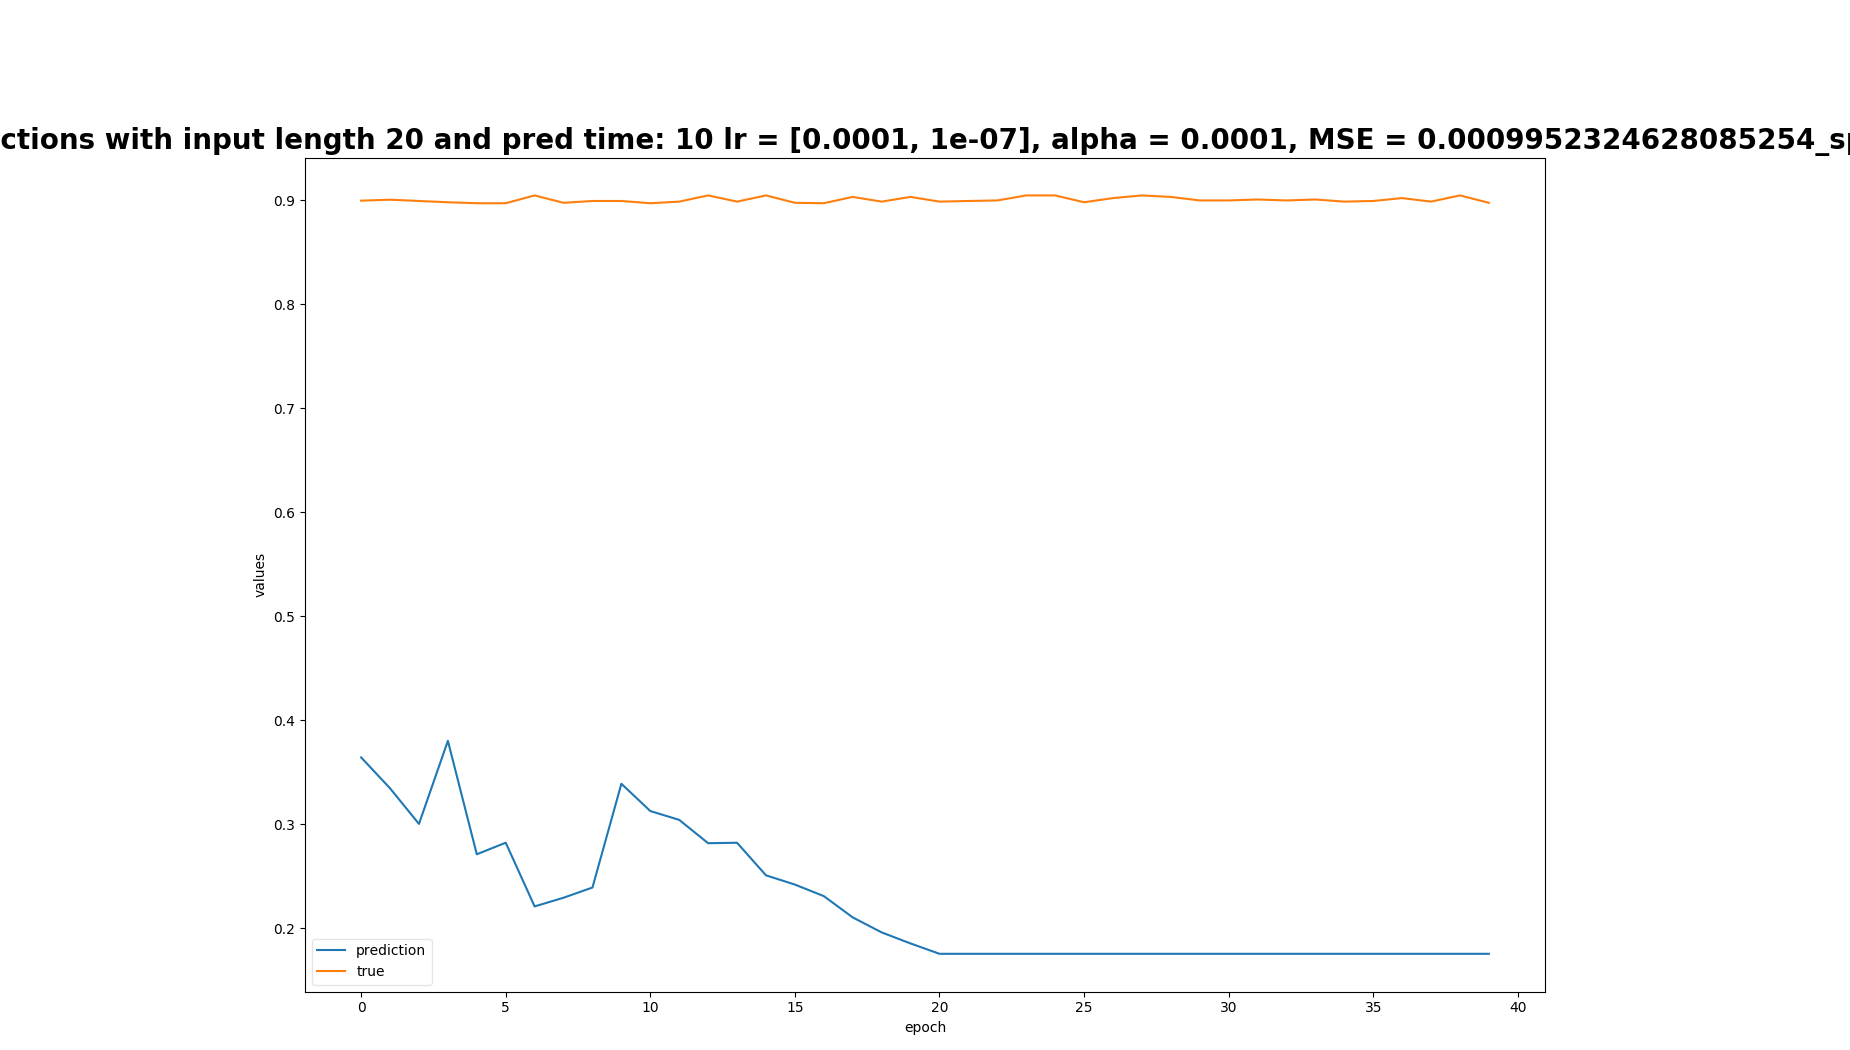 ctions with input length 20 and pred time: 10 lr = [0.0001, 1e-07], alpha = 0.0001, MSE = 0.0009952324628085254_sp
0.9
0.8
0.7
0.6
0.5
0.4
0.3
0.2
values
prediction
true
0 5 10 15 20 25 30 35 40
epoch